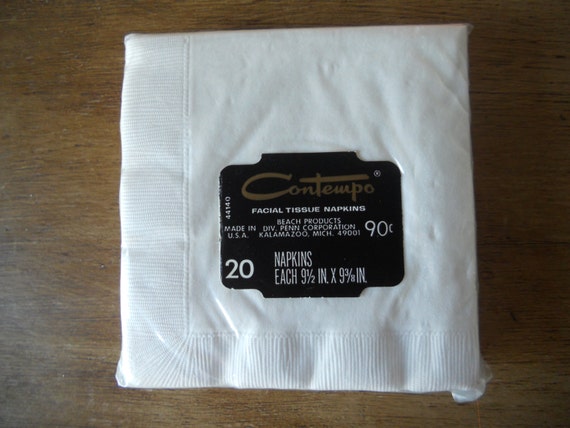 Contempo®
FACIAL TISSUE NAPKINS
BEACH PRODUCTS
MADE IN DIV. PENN CORPORATION 90¢
U.S.A. KALAMAZOO, MICH. 49001
44140
20 NAPKINS
EACH 9½ IN. X 9⅜ IN.